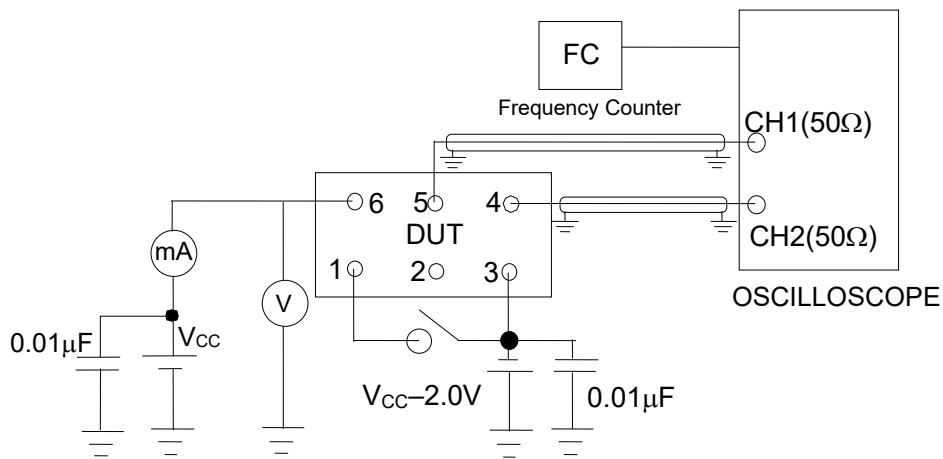 FC
Frequency Counter
CH1(50Ω)
6 5 4
DUT
CH2(50Ω)
mA
1 2 3
V
OSCILLOSCOPE
0.01μF
VCC
VCC–2.0V
0.01μF